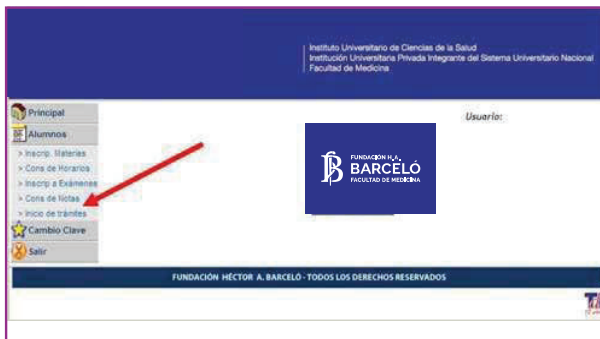 Instituto Universitario de Ciencias de la Salud
Institución Universitaria Privada Integrante del Sistema Universitario Nacional
Facultad de Medicina
Principal
Usuario:
Alumnos
> Inscrip. Materies
> Cons de Horarios
> Inscrip a Exámenes
> Cons de Notas
> Inicio de trámites
Cambio Clave
Salir
FUNDACIÓN H.A.
BARCELÓ
FACULTAD DE MEDICINA
FUNDACIÓN HÉCTOR A. BARCELÓ - TODOS LOS DERECHOS RESERVADOS